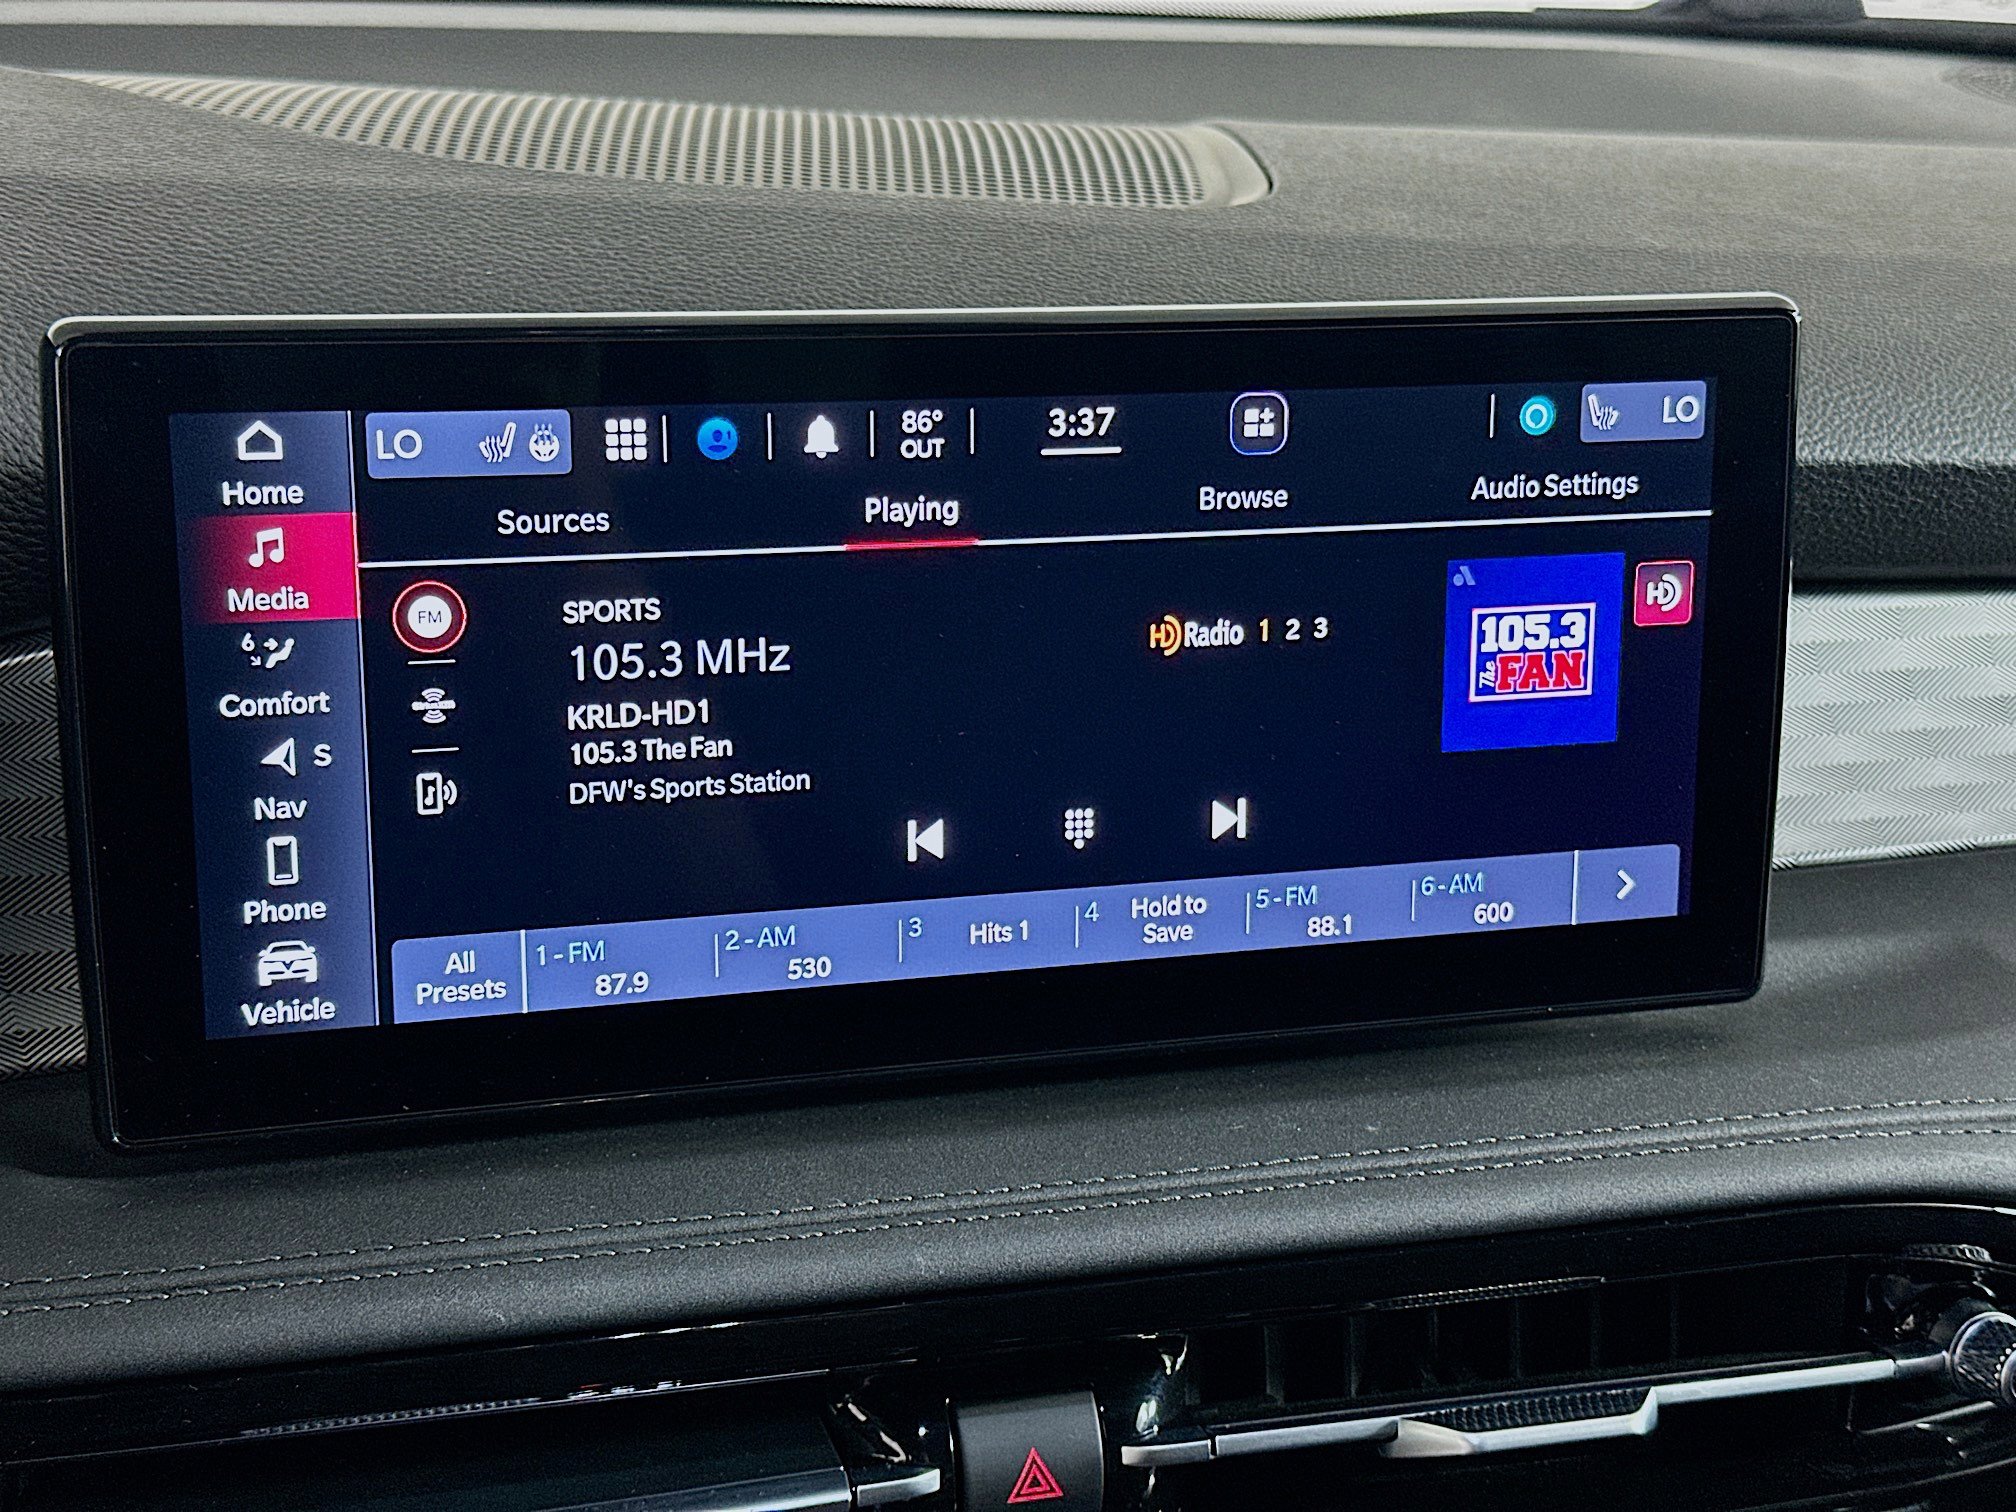 Home
Media
6
Comfort
S
Nav
Phone
Vehicle
LO
86°
OUT
3:37
LO
Sources
Playing
Browse
Audio Settings
FM
SPORTS
105.3 MHz
KRLD-HD1
105.3 The Fan
DFW's Sports Station
HD Radio 1 2 3
105.3
The FAN
HD
All
Presets
1-FM
87.9
2-AM
530
3
Hits 1
4
Hold to
Save
5-FM
88.1
6-AM
600